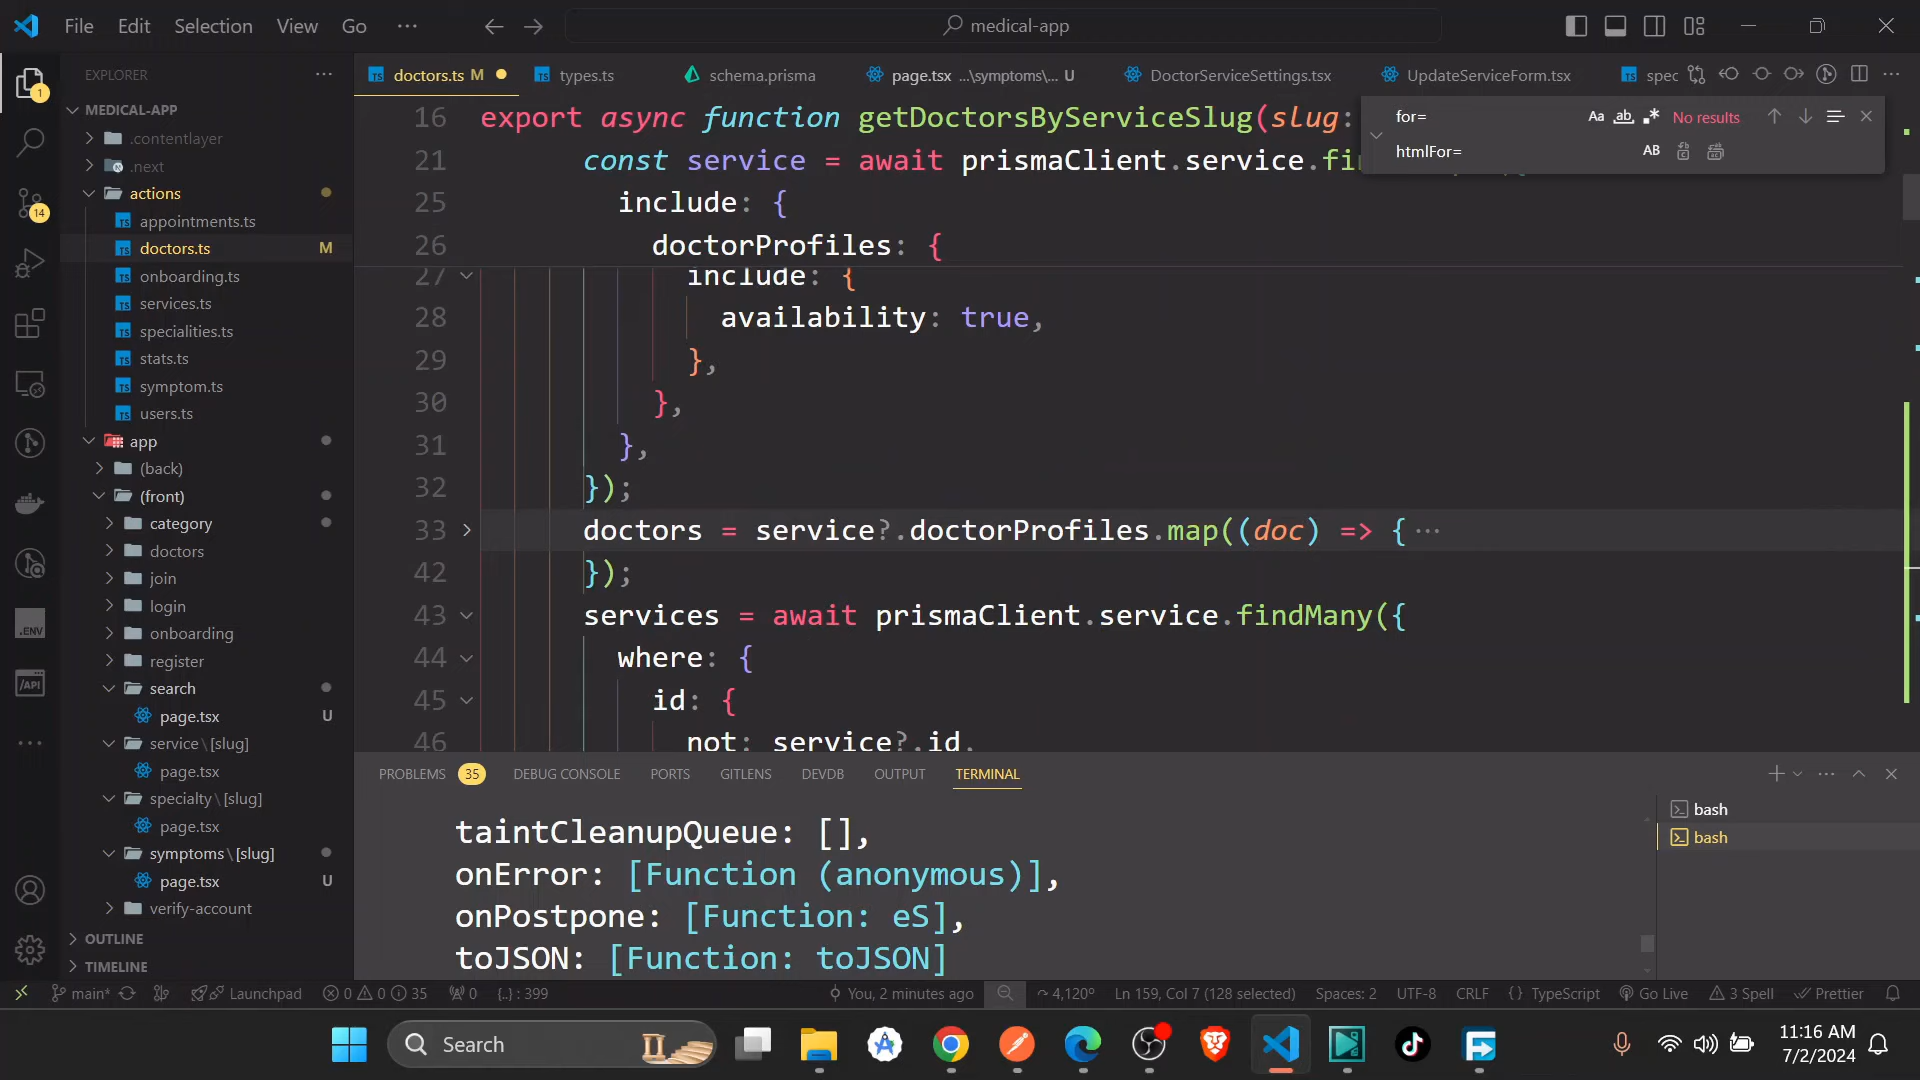 File Edit Selection View Go ··· medical-app
EXPLORER
MEDICAL-APP
.contentlayer
.next
actions
appointments.ts
doctors.ts M
onboarding.ts
services.ts
specialities.ts
stats.ts
symptom.ts
users.ts
app
(back)
(front)
category
doctors
join
login
onboarding
register
search
page.tsx U
service\[slug]
page.tsx
specialty\[slug]
page.tsx
symptoms\[slug]
page.tsx U
verify-account
OUTLINE
TIMELINE
1
14
.ENV
/API
doctors.ts M types.ts schema.prisma page.tsx ...\symptoms\... U DoctorServiceSettings.tsx UpdateServiceForm.tsx spec
for= Aa ab No results
htmlFor= AB
16 export async function getDoctorsByServiceSlug(slug:
21 const service = await prismaClient.service.fi
25 include: {
26 doctorProfiles: {
27 include: {
28 availability: true,
29 },
30 },
31 },
32 });
33 doctors = service?.doctorProfiles.map((doc) => { ···
42 });
43 services = await prismaClient.service.findMany({
44 where: {
45 id: {
46 not: service?.id,
PROBLEMS 35 DEBUG CONSOLE PORTS GITLENS DEVDB OUTPUT TERMINAL
taintCleanupQueue: [],
onError: [Function (anonymous)],
onPostpone: [Function: eS],
toJSON: [Function: toJSON]
bash
bash
main* Launchpad 0 0 35 0 {..} : 399 You, 2 minutes ago 4,120° Ln 159, Col 7 (128 selected) Spaces: 2 UTF-8 CRLF {} TypeScript Go Live 3 Spell Prettier
Search
11:16 AM
7/2/2024